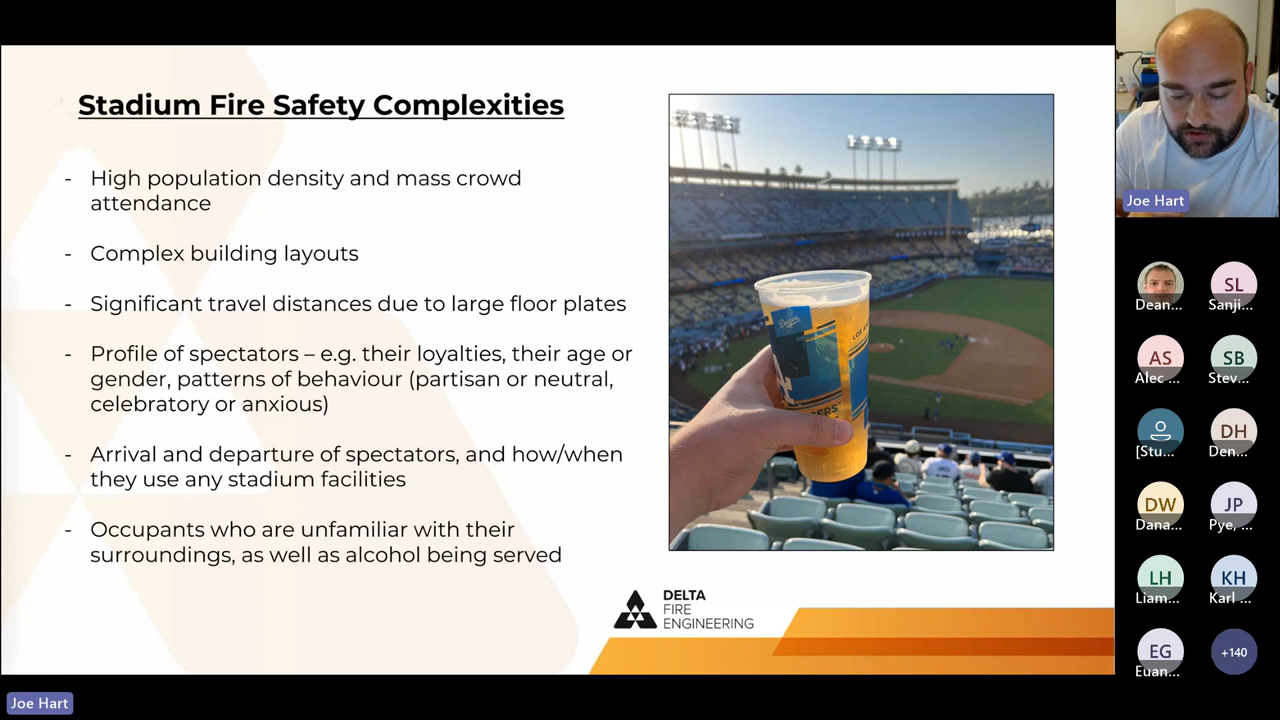 Stadium Fire Safety Complexities
- High population density and mass crowd
attendance
- Complex building layouts
- Significant travel distances due to large floor plates
- Profile of spectators – e.g. their loyalties, their age or
gender, patterns of behaviour (partisan or neutral,
celebratory or anxious)
- Arrival and departure of spectators, and how/when
they use any stadium facilities
- Occupants who are unfamiliar with their
surroundings, as well as alcohol being served
Dodgers
LOS
DELTA
FIRE
ENGINEERING
Joe Hart
Dean...
SL
Sanji...
AS
Alec ...
SB
Stev...
[Stu...
DH
Den...
DW
Dana...
JP
Pye, ...
LH
Liam...
KH
Karl ...
EG
Euan...
+140
Joe Hart